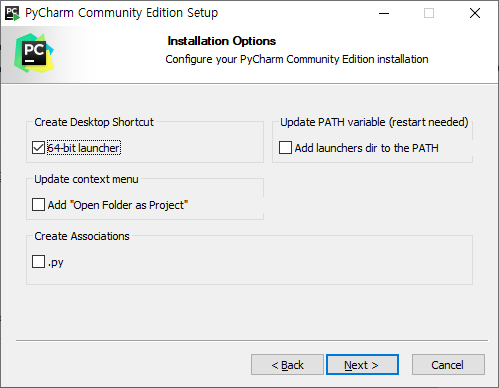 PC PyCharm Community Edition Setup
PC
Installation Options
Configure your PyCharm Community Edition installation
Create Desktop Shortcut
64-bit launcher
Update PATH variable (restart needed)
Add launchers dir to the PATH
Update context menu
Add "Open Folder as Project"
Create Associations
.py
< Back
Next >
Cancel